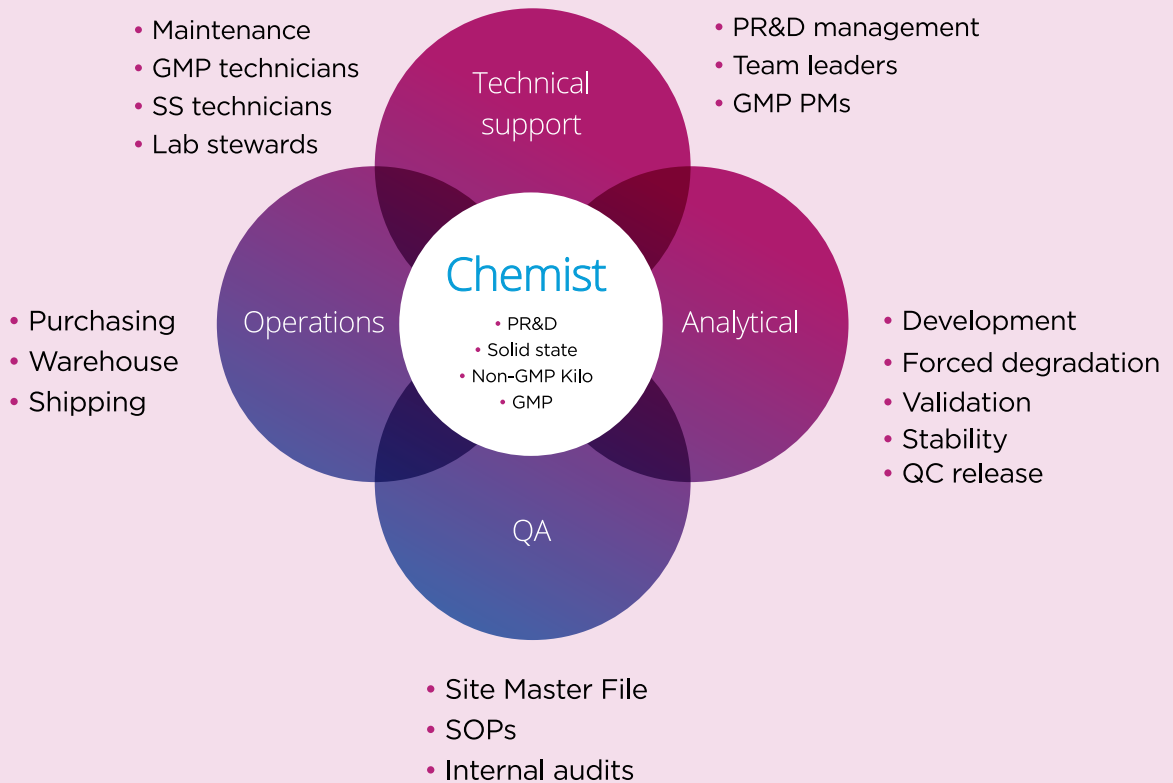 • Maintenance
• GMP technicians
• SS technicians
• Lab stewards
• PR&D management
• Team leaders
• GMP PMs
Technical
support
Operations
• Purchasing
• Warehouse
• Shipping
Chemist
• PR&D
• Solid state
• Non-GMP Kilo
• GMP
Analytical
• Development
• Forced degradation
• Validation
• Stability
• QC release
QA
• Site Master File
• SOPs
• Internal audits